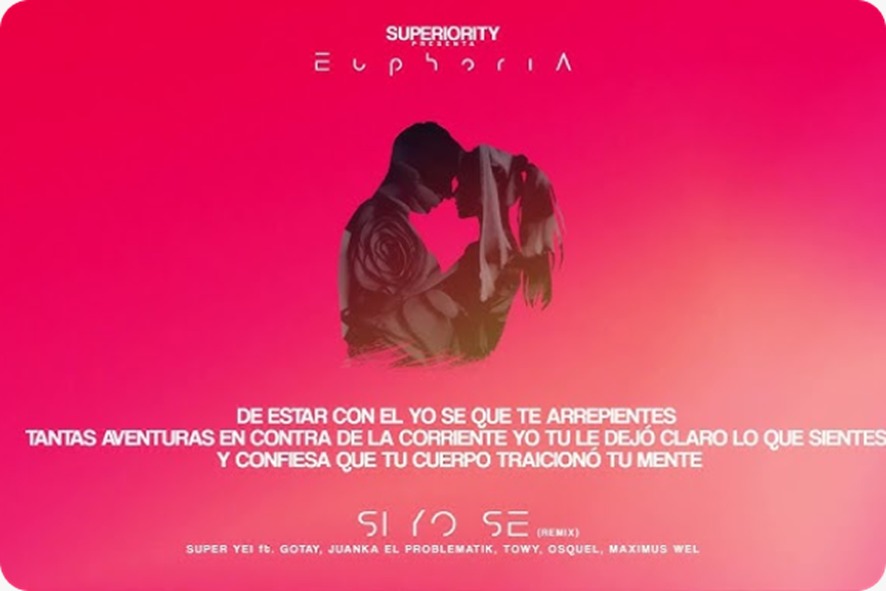 SUPERIORITY
PRESENTA
EuphoriA
DE ESTAR CON EL YO SE QUE TE ARREPIENTES
TANTAS AVENTURAS EN CONTRA DE LA CORRIENTE YO TU LE DEJÓ CLARO LO QUE SIENTES
Y CONFIESA QUE TU CUERPO TRAICIONÓ TU MENTE
SI YO SE (REMIX)
SUPER YEI ft. GOTAY, JUANKA EL PROBLEMATIK, TOWY, OSQUEL, MAXIMUS WEL